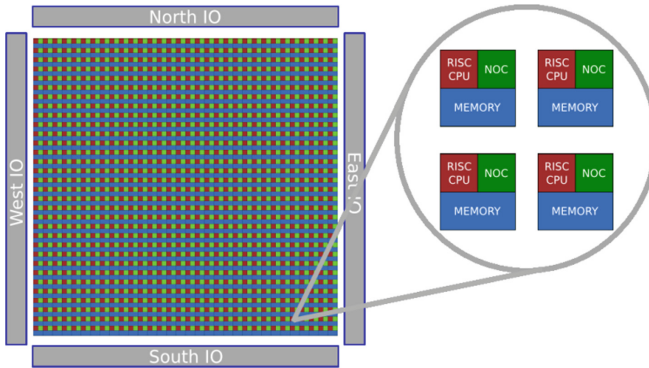 North IO
West IO
East IO
South IO
RISC
CPU
NOC
MEMORY
RISC
CPU
NOC
MEMORY
RISC
CPU
NOC
MEMORY
RISC
CPU
NOC
MEMORY